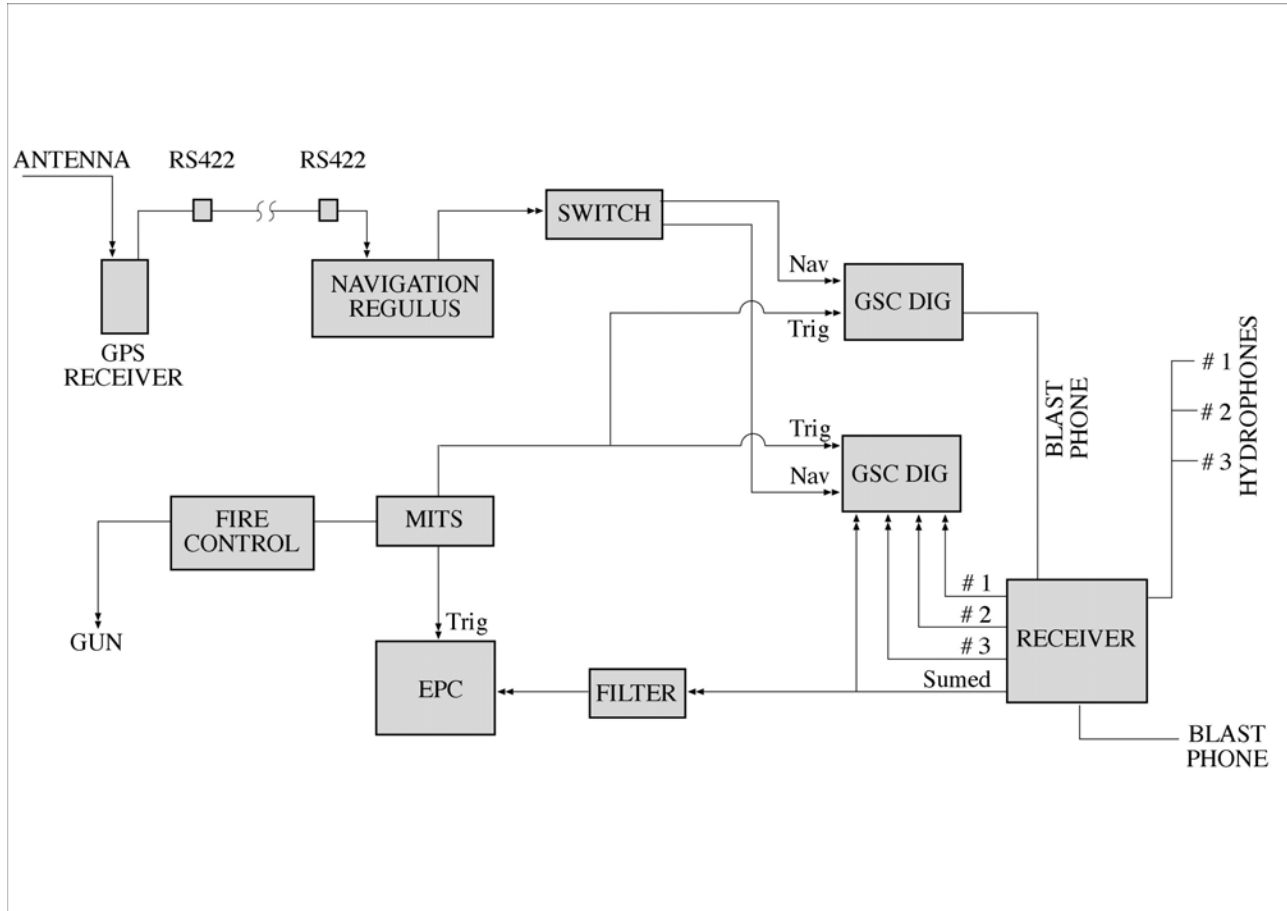 ANTENNA
RS422
RS422
SWITCH
NAVIGATION
REGULUS
GPS
RECEIVER
Nav
Trig
GSC DIG
BLAST
PHONE
# 1
# 2
# 3
HYDROPHONES
Trig
Nav
GSC DIG
FIRE
CONTROL
MITS
GUN
Trig
EPC
FILTER
# 1
# 2
# 3
Sumed
RECEIVER
BLAST
PHONE